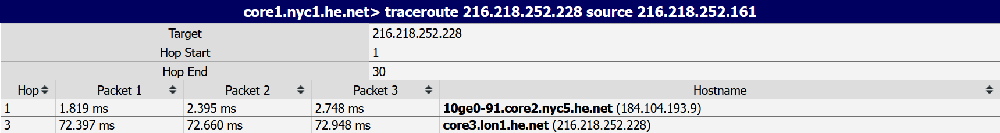 core1.nyc1.he.net> traceroute 216.218.252.228 source 216.218.252.161
Target 216.218.252.228
Hop Start 1
Hop End 30
Hop Packet 1 Packet 2 Packet 3 Hostname
1 1.819 ms 2.395 ms 2.748 ms 10ge0-91.core2.nyc5.he.net (184.104.193.9)
3 72.397 ms 72.660 ms 72.948 ms core3.lon1.he.net (216.218.252.228)